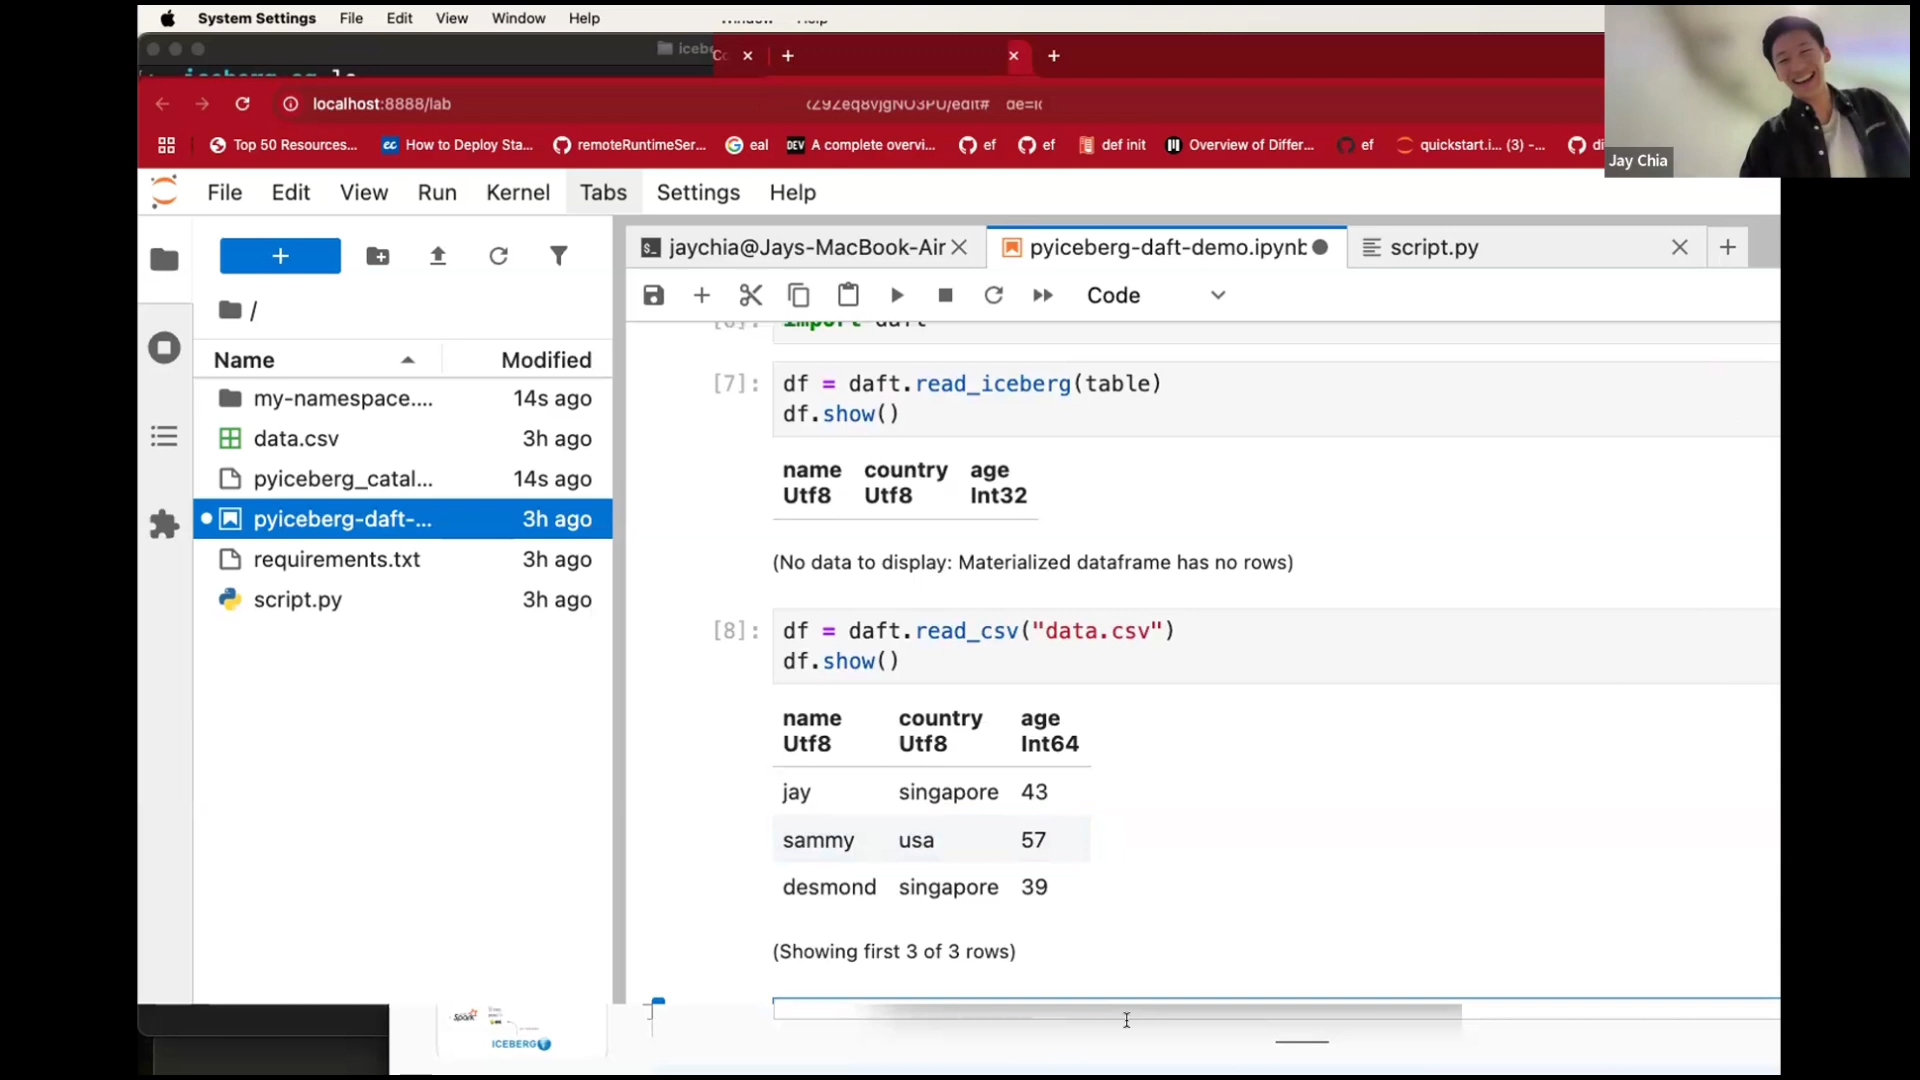 System Settings File Edit View Window Help
iceberg
localhost:8888/lab
Top 50 Resources... How to Deploy Sta... remoteRuntimeSer... eal DEV A complete overvi... ef ef def init Overview of Differ... ef quickstart.i... (3) -... di
Jay Chia
File Edit View Run Kernel Tabs Settings Help
jaychia@Jays-MacBook-Air pyiceberg-daft-demo.ipynb script.py
Code
/
Name Modified
my-namespace.... 14s ago
data.csv 3h ago
pyiceberg_catal... 14s ago
pyiceberg-daft-... 3h ago
requirements.txt 3h ago
script.py 3h ago
import daft
[7]: df = daft.read_iceberg(table)
df.show()
name country age
Utf8 Utf8 Int32
(No data to display: Materialized dataframe has no rows)
[8]: df = daft.read_csv("data.csv")
df.show()
name country age
Utf8 Utf8 Int64
jay singapore 43
sammy usa 57
desmond singapore 39
(Showing first 3 of 3 rows)
Spark
ICEBERG